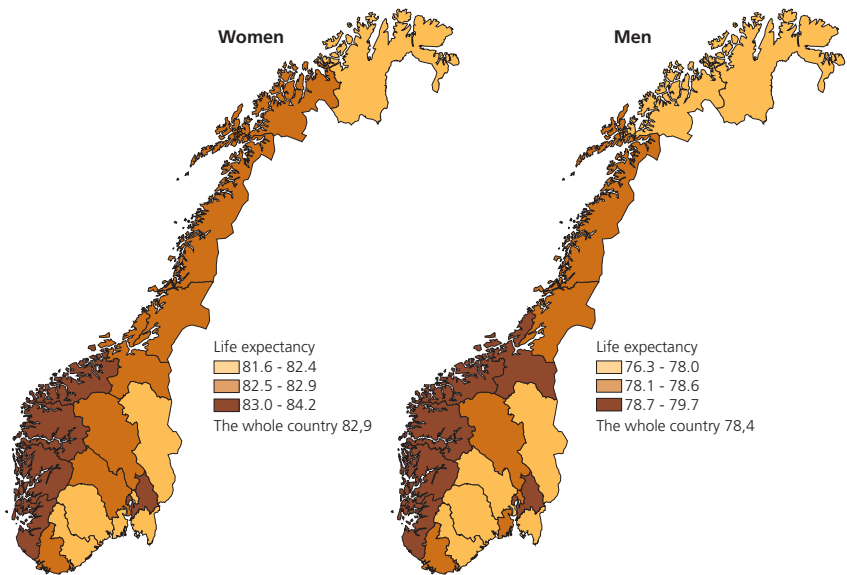 Women
Men
Life expectancy
81.6 - 82.4
82.5 - 82.9
83.0 - 84.2
The whole country 82,9
Life expectancy
76.3 - 78.0
78.1 - 78.6
78.7 - 79.7
The whole country 78,4